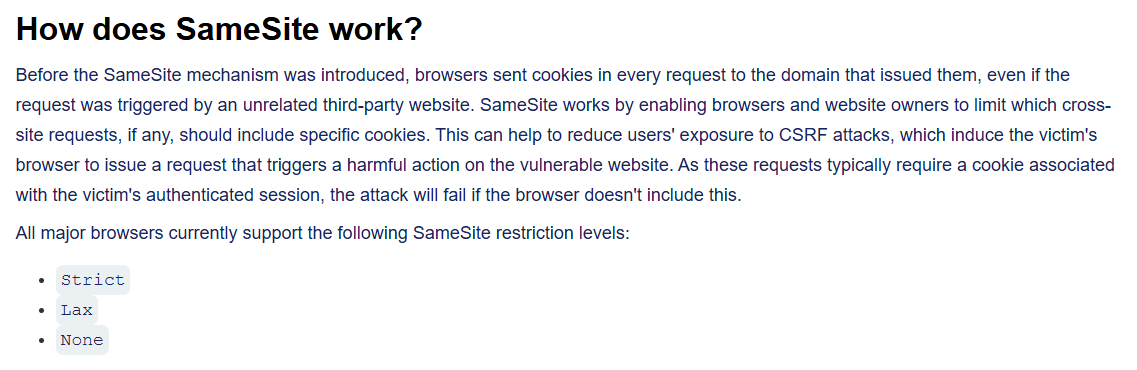 How does SameSite work?
Before the SameSite mechanism was introduced, browsers sent cookies in every request to the domain that issued them, even if the
request was triggered by an unrelated third-party website. SameSite works by enabling browsers and website owners to limit which cross-
site requests, if any, should include specific cookies. This can help to reduce users' exposure to CSRF attacks, which induce the victim's
browser to issue a request that triggers a harmful action on the vulnerable website. As these requests typically require a cookie associated
with the victim's authenticated session, the attack will fail if the browser doesn't include this.
All major browsers currently support the following SameSite restriction levels:
• Strict
• Lax
• None